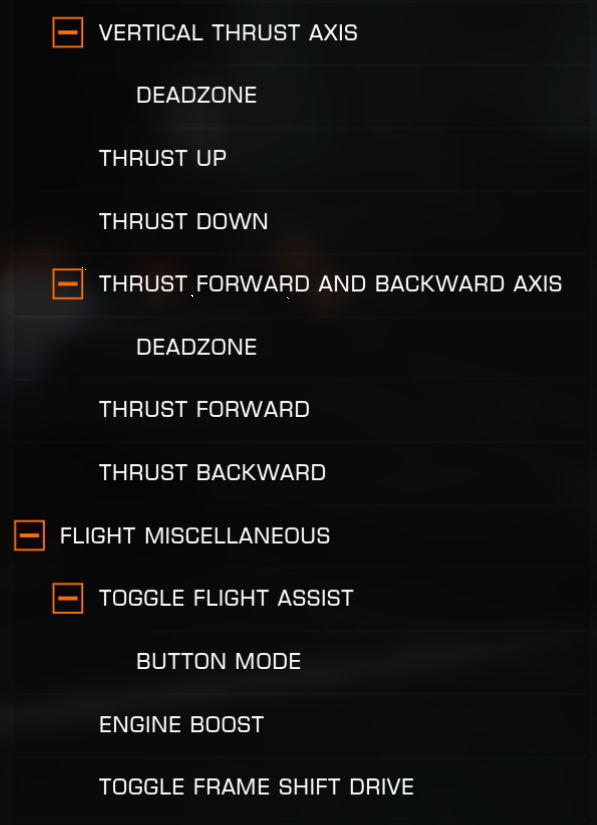 VERTICAL THRUST AXIS
DEADZONE
THRUST UP
THRUST DOWN
THRUST FORWARD AND BACKWARD AXIS
DEADZONE
THRUST FORWARD
THRUST BACKWARD
FLIGHT MISCELLANEOUS
TOGGLE FLIGHT ASSIST
BUTTON MODE
ENGINE BOOST
TOGGLE FRAME SHIFT DRIVE